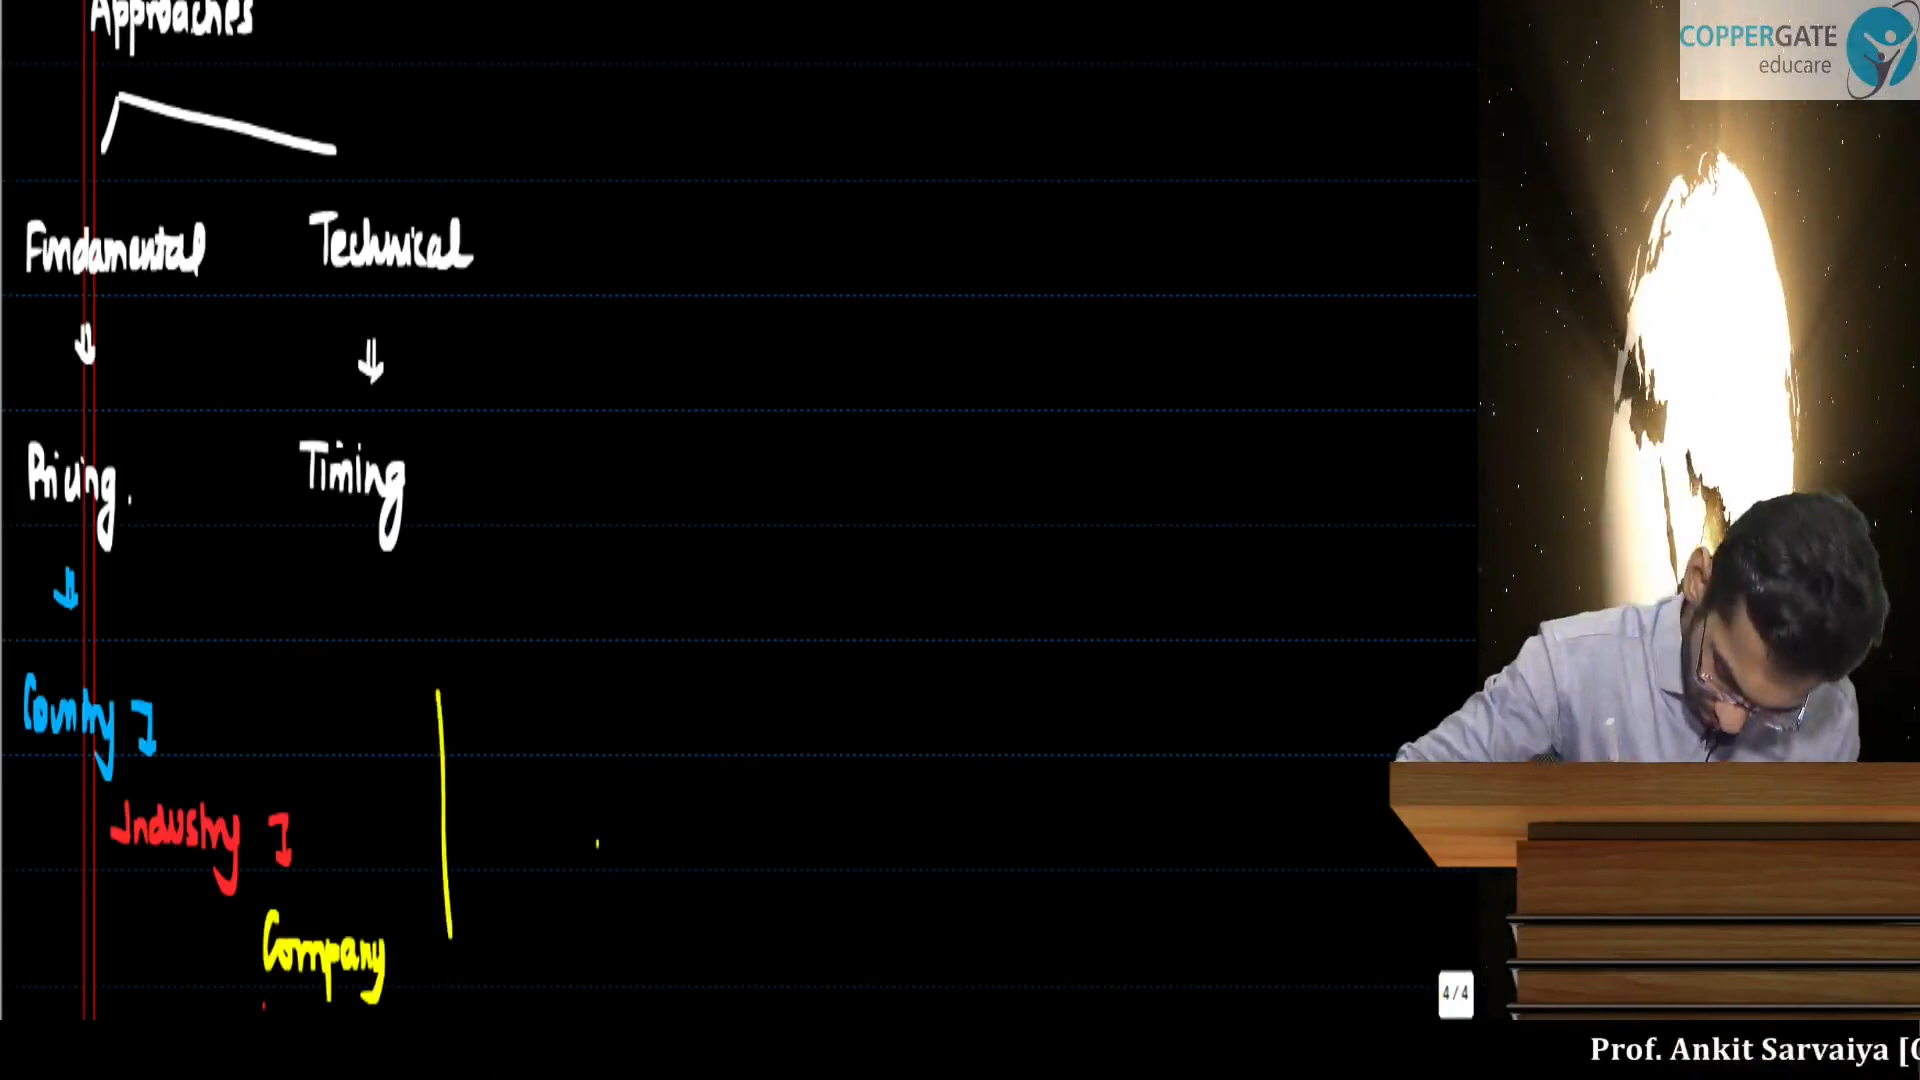 Approaches
COPPERGATE
educare
Fundamental Technical
Pricing. Timing
Country
Industry
Company
4/4
Prof. Ankit Sarvaiya [